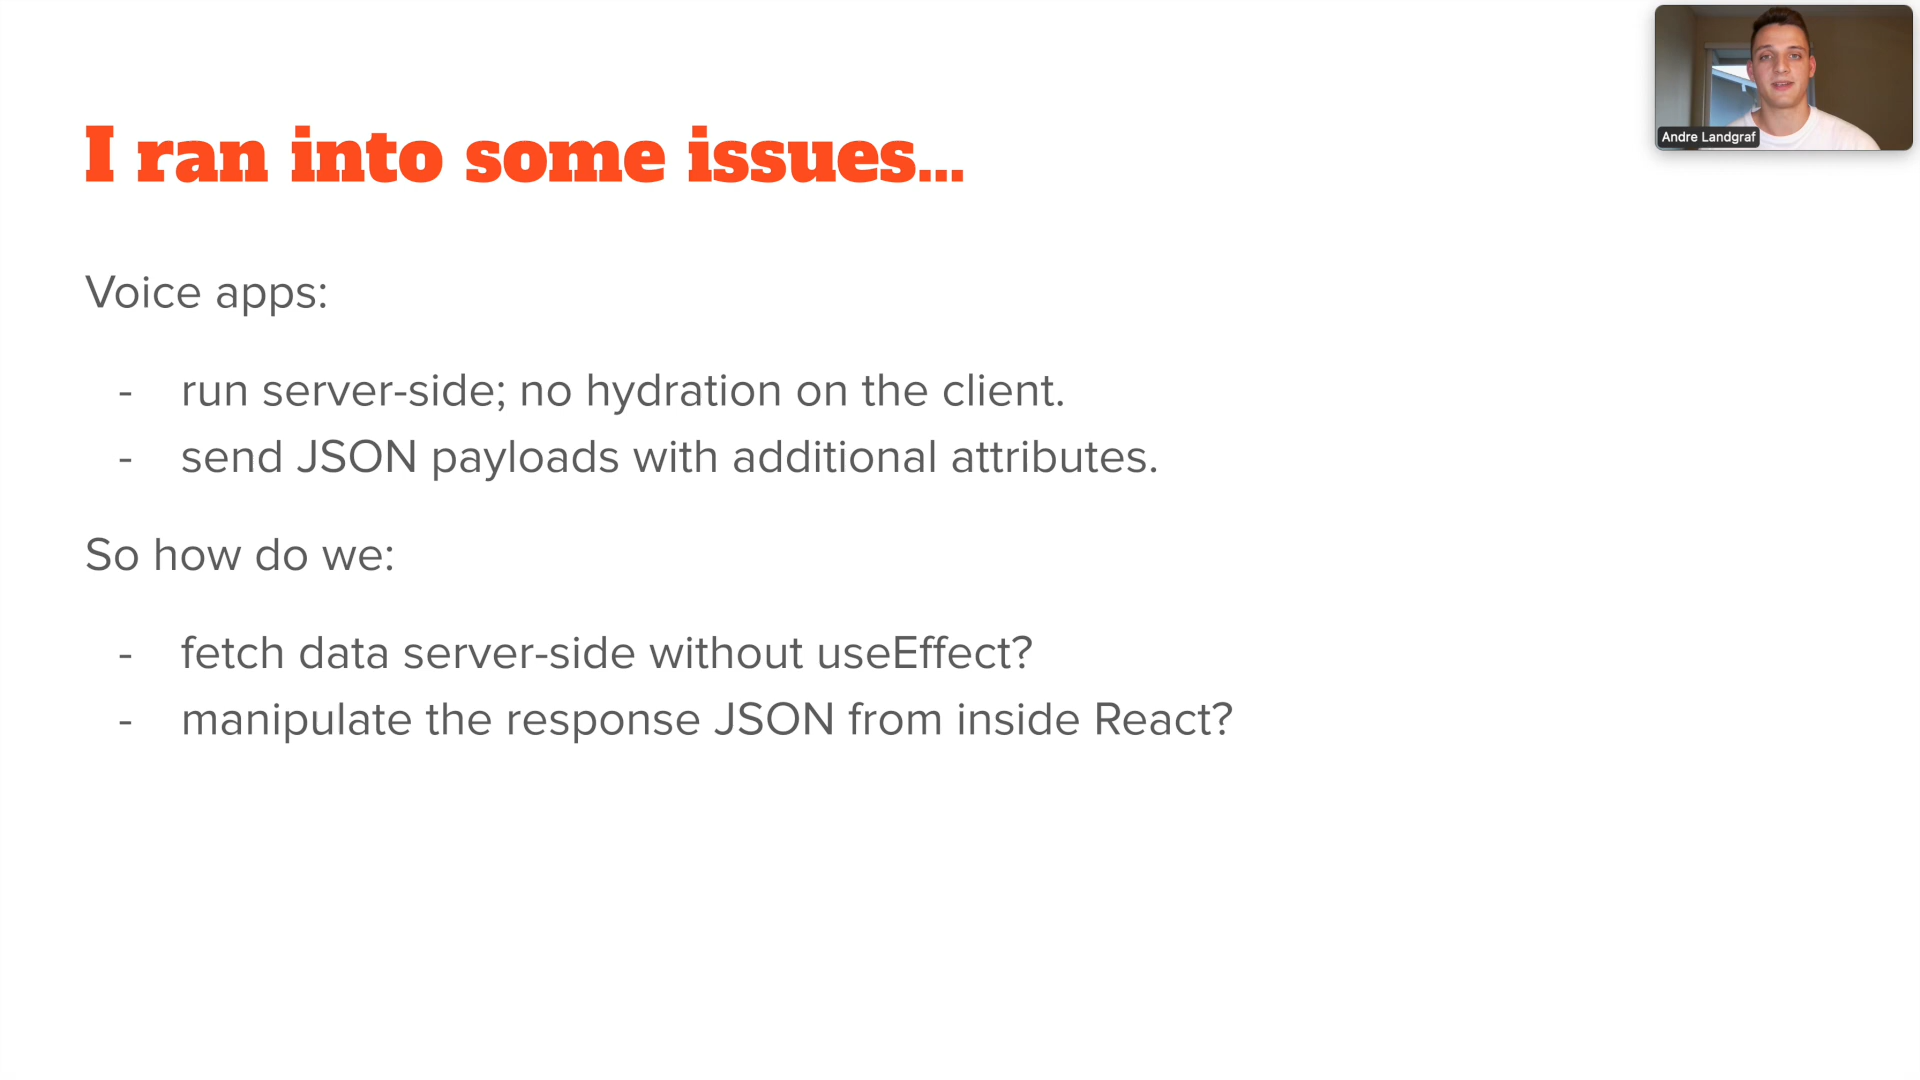 I ran into some issues...
Andre Landgraf
Voice apps:
- run server-side; no hydration on the client.
- send JSON payloads with additional attributes.
So how do we:
- fetch data server-side without useEffect?
- manipulate the response JSON from inside React?